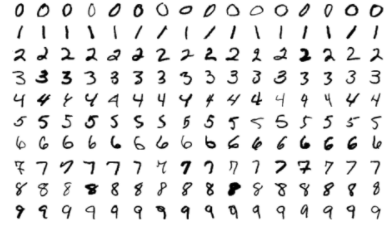 0 0 0 0 0 0 0 0 0 0 0 0 0 0 0 0
1 1 1 1 1 1 1 1 1 1 1 1 1 1 1 1
2 2 2 2 2 2 2 2 2 2 2 2 2 2 2 2
3 3 3 3 3 3 3 3 3 3 3 3 3 3 3 3
4 4 4 4 4 4 4 4 4 4 4 4 4 4 4 4
5 5 5 5 5 5 5 5 5 5 5 5 5 5 5 5
6 6 6 6 6 6 6 6 6 6 6 6 6 6 6 6
7 7 7 7 7 7 7 7 7 7 7 7 7 7 7 7
8 8 8 8 8 8 8 8 8 8 8 8 8 8 8 8
9 9 9 9 9 9 9 9 9 9 9 9 9 9 9 9